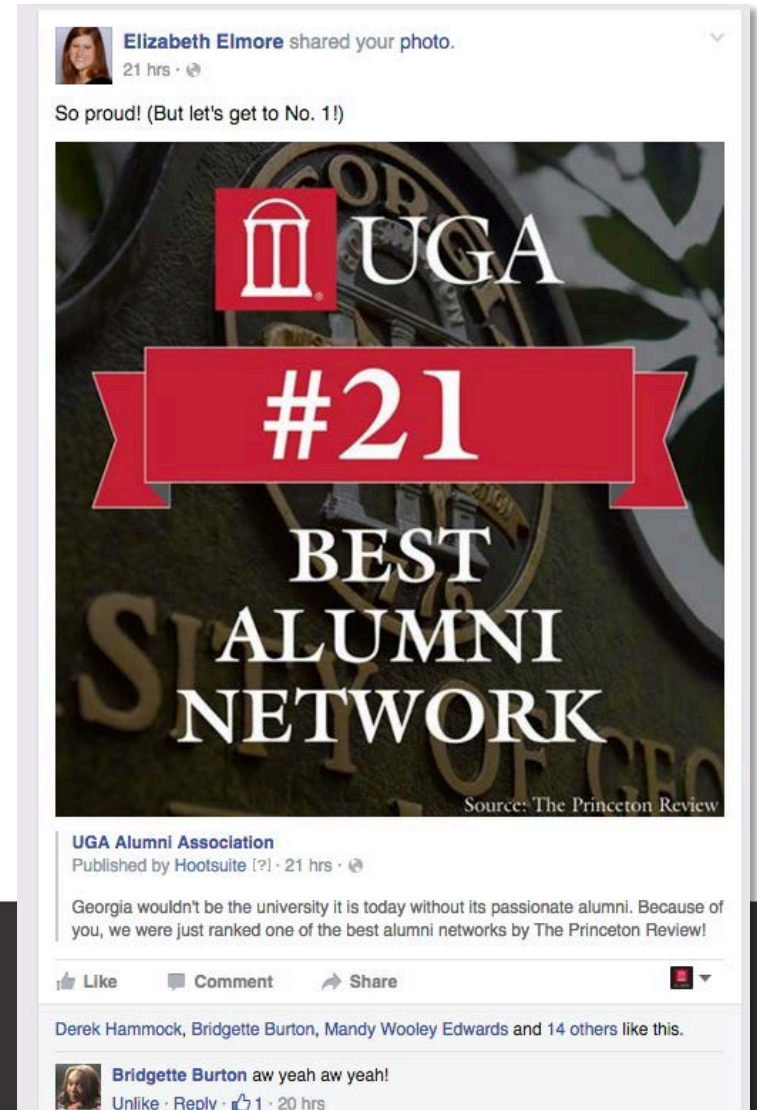 Elizabeth Elmore shared your photo.
21 hrs ·
So proud! (But let's get to No. 1!)
UGA
#21
BEST
ALUMNI
NETWORK
SITY OF GEO
1776
Source: The Princeton Review
UGA Alumni Association
Published by Hootsuite [?] · 21 hrs ·
Georgia wouldn't be the university it is today without its passionate alumni. Because of
you, we were just ranked one of the best alumni networks by The Princeton Review!
Like Comment Share
Derek Hammock, Bridgette Burton, Mandy Wooley Edwards and 14 others like this.
Bridgette Burton aw yeah aw yeah!
Unlike · Reply · 1 · 20 hrs